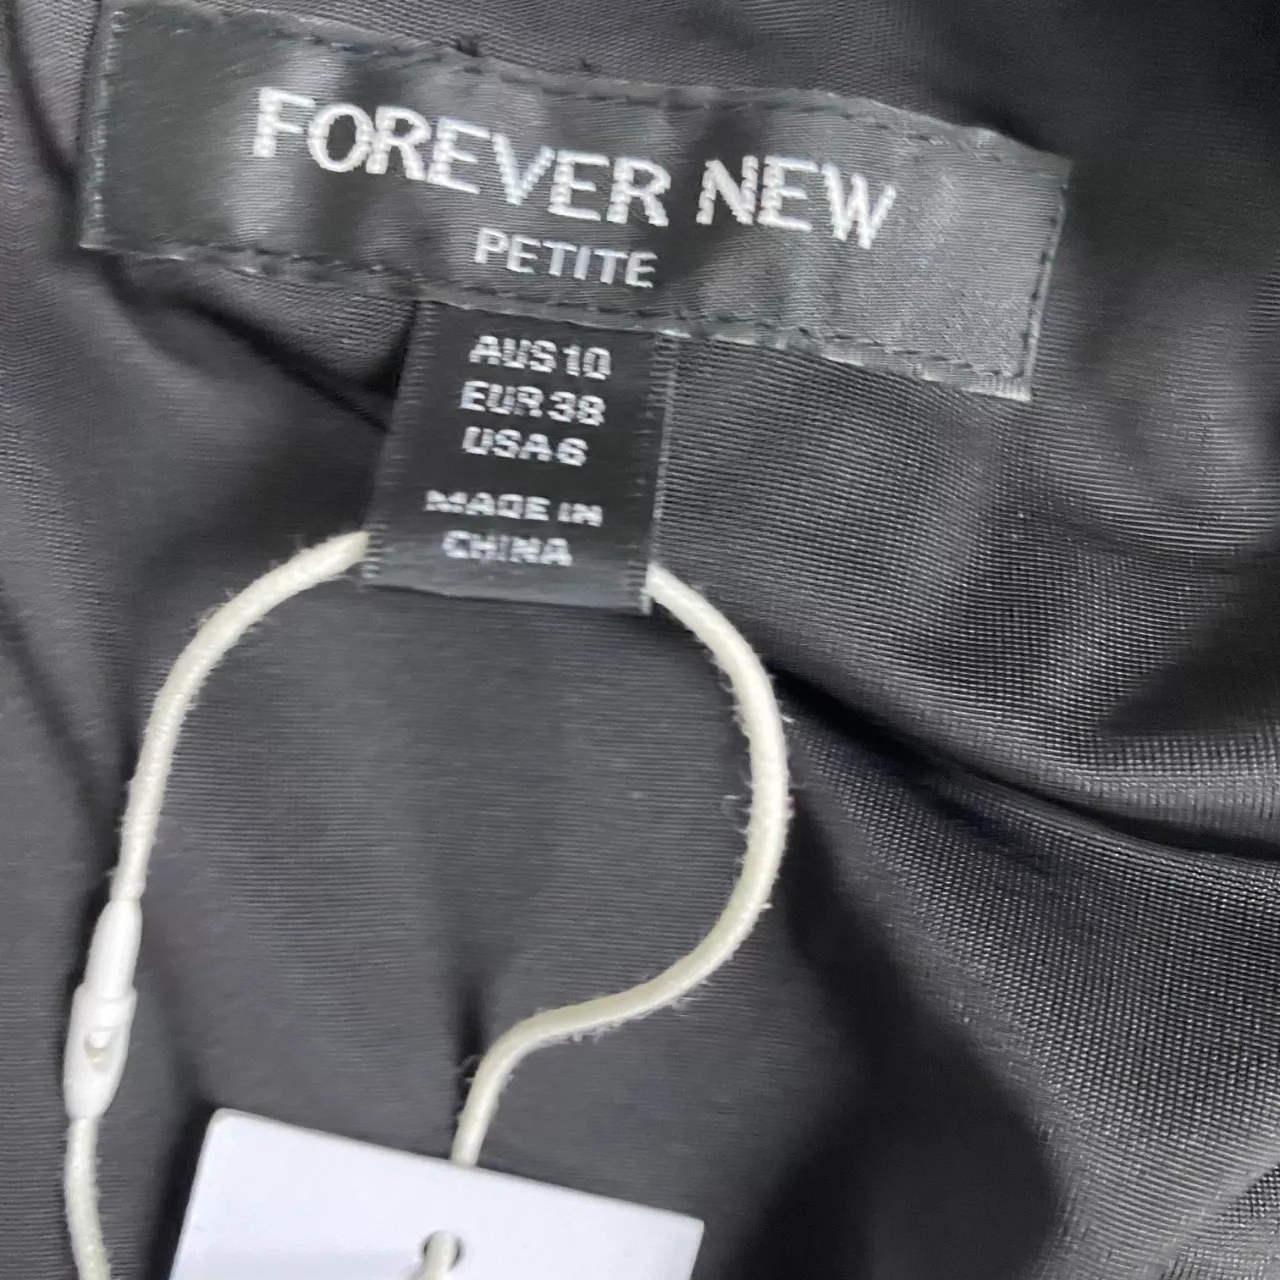 FOREVER NEW
PETITE
AUS 10
EUR 38
USA 6
MADE IN
CHINA